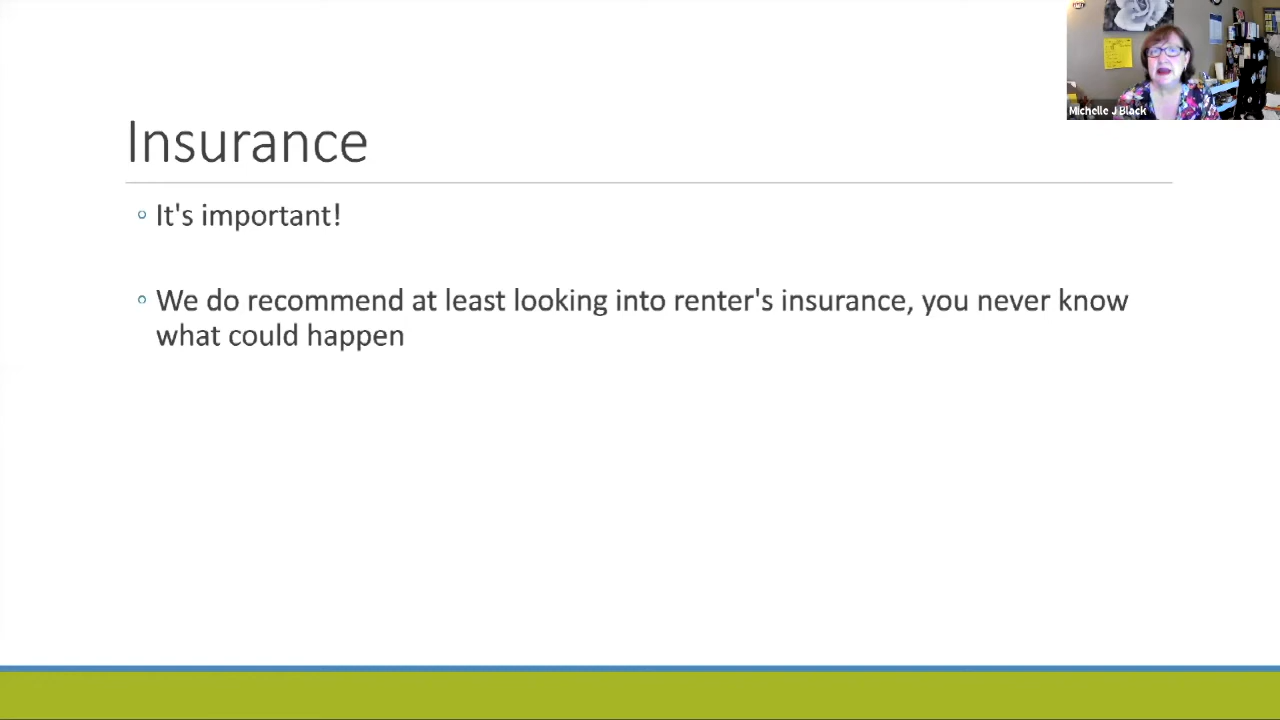 Michelle J Black
Insurance
It's important!
We do recommend at least looking into renter's insurance, you never know
what could happen